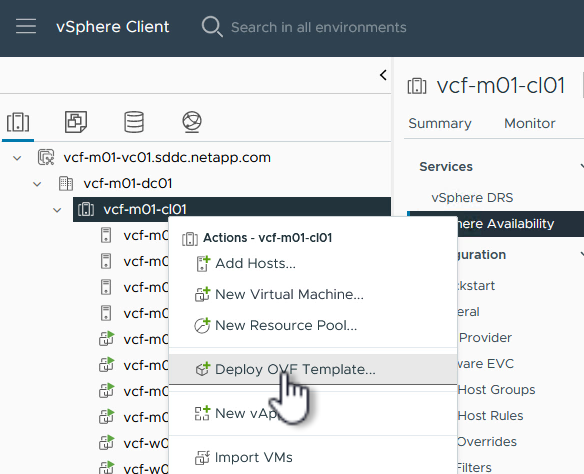 vSphere Client
Search in all environments
vcf-m01-cl01
Summary
Monitor
vcf-m01-vc01.sddc.netapp.com
vcf-m01-dc01
vcf-m01-cl01
vcf-m0
vcf-m0
vcf-m0
vcf-m0
vcf-m0
vcf-m0
vcf-m0
vcf-m0
vcf-w0
vcf-w0
Actions - vcf-m01-cl01
Add Hosts...
New Virtual Machine...
New Resource Pool...
Deploy OVF Template...
New vAp
Import VMs
Services
vSphere DRS
here Availability
guration
kstart
eral
Provider
ware EVC
Host Groups
Host Rules
Overrides
Filters